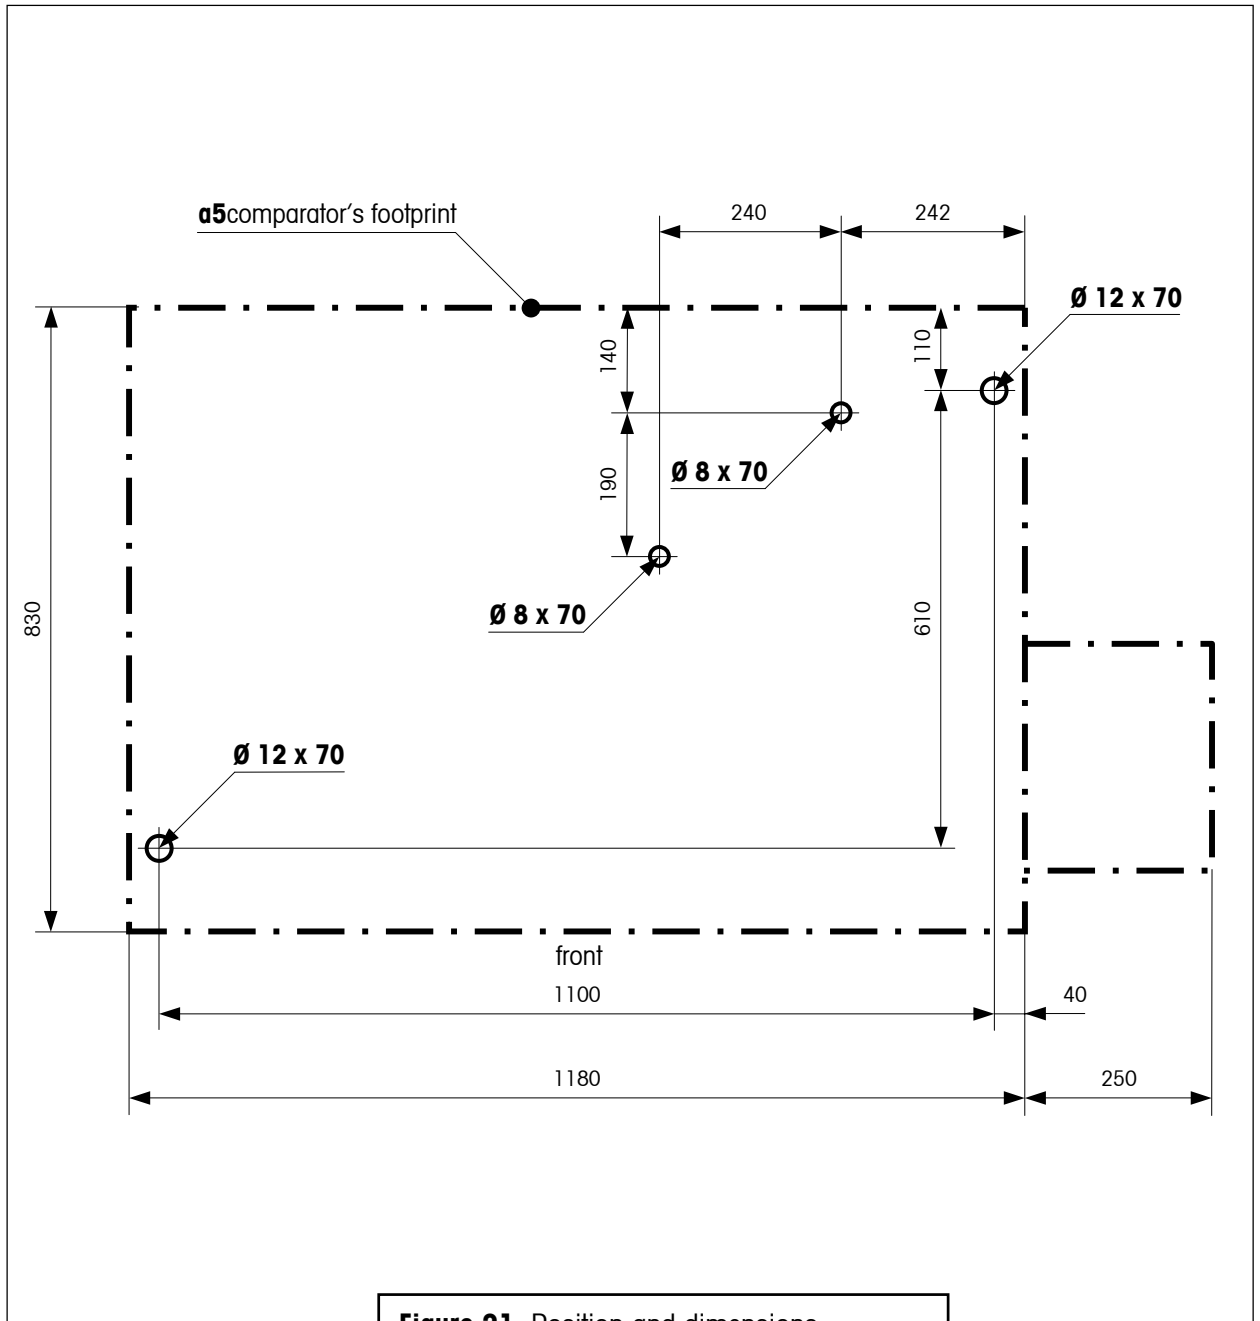 a5comparator's footprint
240
242
Ø 12 x 70
140
110
190
Ø 8 x 70
Ø 8 x 70
830
610
Ø 12 x 70
front
1100
40
1180
250
Figure 21 Position and dimensions